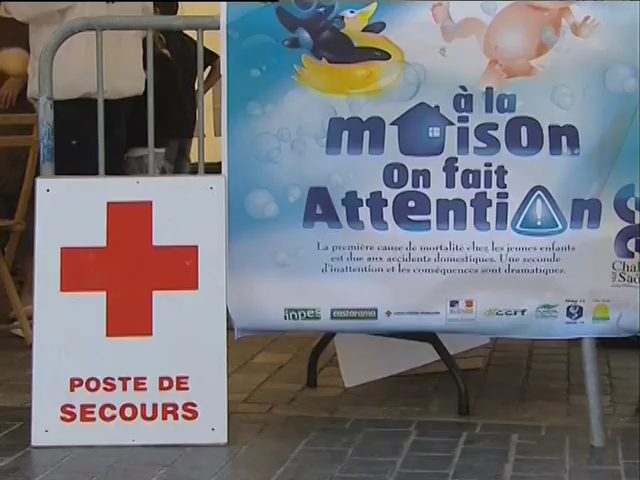 à la
maison
On fait
Attention
La première cause de mortalité chez les jeunes enfants
est due aux accidents domestiques. Une seconde
d'inattention et les conséquences sont dramatiques.
inpes castorama
POSTE DE
SECOURS